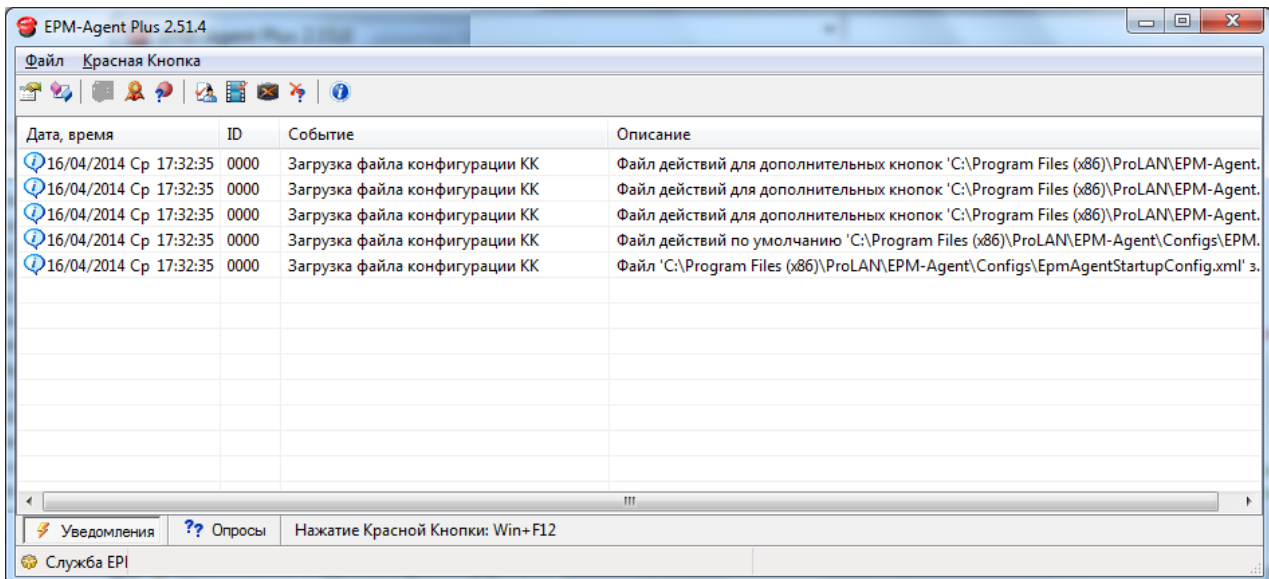 EPM-Agent Plus 2.51.4
Файл Красная Кнопка
Дата, время ID Событие Описание
16/04/2014 Ср 17:32:35 0000 Загрузка файла конфигурации КК Файл действий для дополнительных кнопок 'C:\Program Files (x86)\ProLAN\EPM-Agent.
16/04/2014 Ср 17:32:35 0000 Загрузка файла конфигурации КК Файл действий для дополнительных кнопок 'C:\Program Files (x86)\ProLAN\EPM-Agent.
16/04/2014 Ср 17:32:35 0000 Загрузка файла конфигурации КК Файл действий для дополнительных кнопок 'C:\Program Files (x86)\ProLAN\EPM-Agent.
16/04/2014 Ср 17:32:35 0000 Загрузка файла конфигурации КК Файл действий по умолчанию 'C:\Program Files (x86)\ProLAN\EPM-Agent\Configs\EPM.
16/04/2014 Ср 17:32:35 0000 Загрузка файла конфигурации КК Файл 'C:\Program Files (x86)\ProLAN\EPM-Agent\Configs\EpmAgentStartupConfig.xml' з.
Уведомления ?? Опросы Нажатие Красной Кнопки: Win+F12
Служба EPI